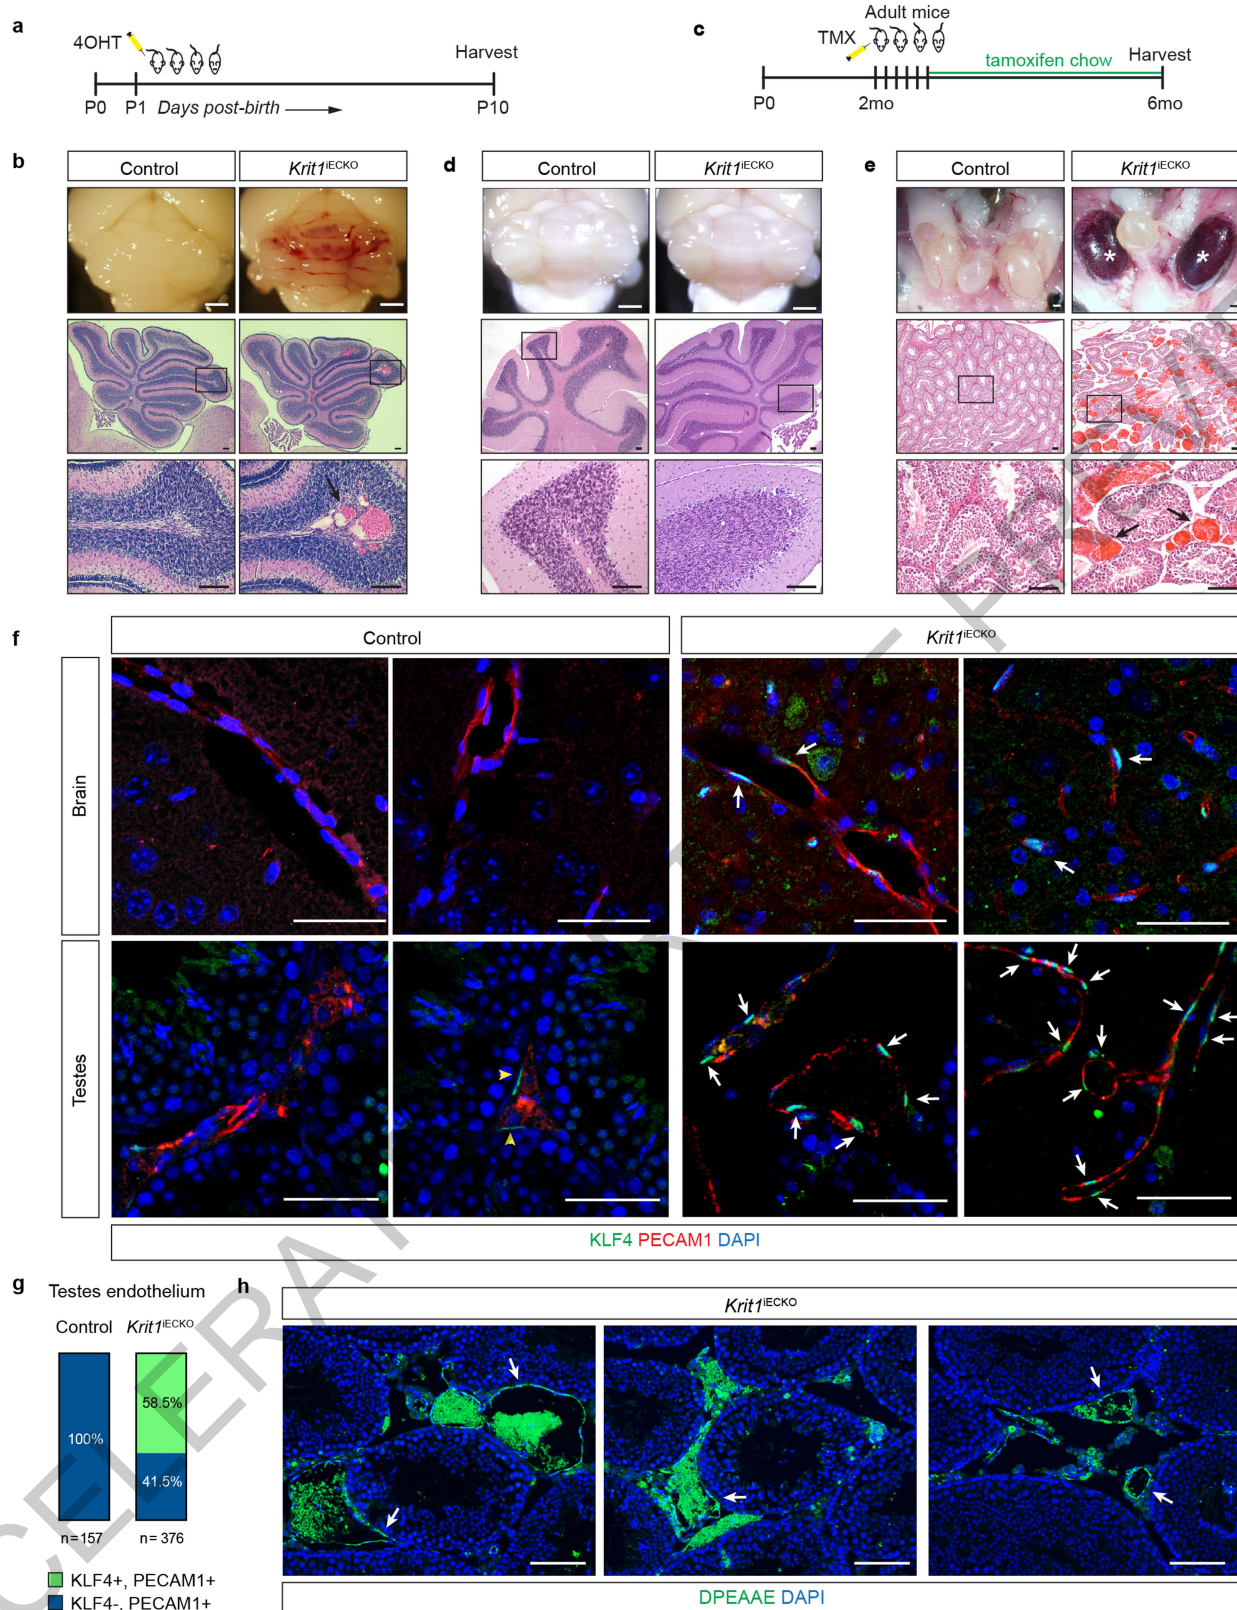 a
4OHT
Harvest
P0
P1
Days post-birth
P10
c
Adult mice
TMX
tamoxifen chow
Harvest
P0
2mo
6mo
b
Control
Krit1iECKO
d
Control
Krit1iECKO
e
Control
Krit1iECKO
*
*
f
Control
Krit1iECKO
Brain
Testes
KLF4 PECAM1 DAPI
g
Testes endothelium
Control
Krit1iECKO
100%
58.5%
41.5%
n=157
n=376
KLF4+, PECAM1+
KLF4-, PECAM1+
h
Krit1iECKO
DPEAAE DAPI